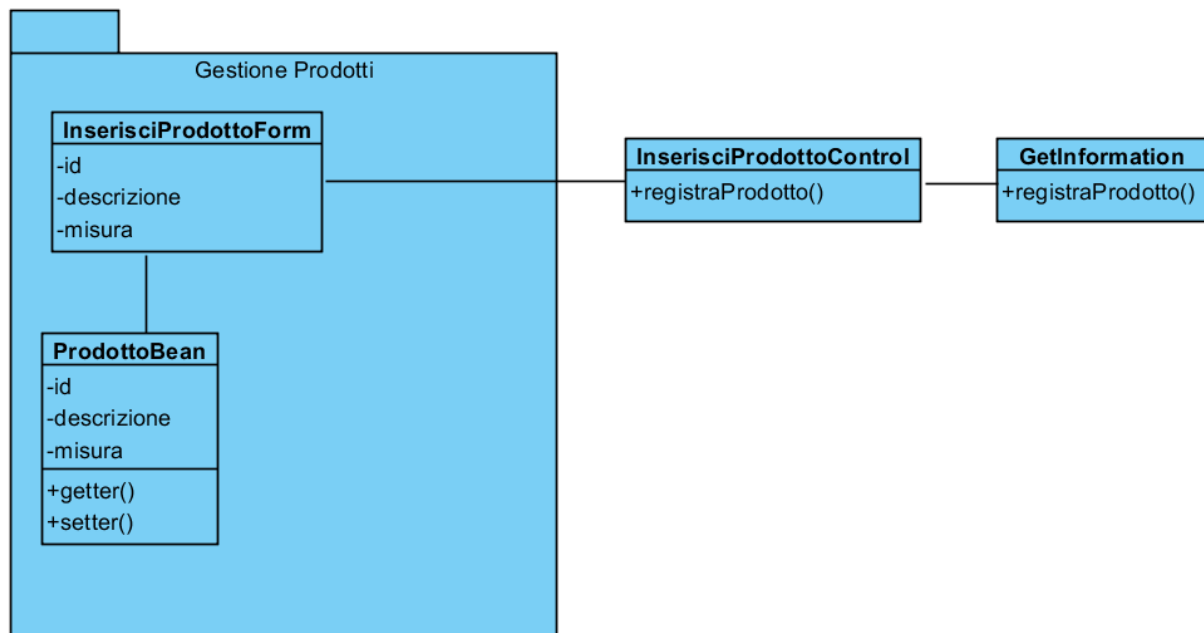 Gestione Prodotti
InserisciProdottoForm
-id
-descrizione
-misura
ProdottoBean
-id
-descrizione
-misura
+getter()
+setter()
InserisciProdottoControl
+registraProdotto()
GetInformation
+registraProdotto()